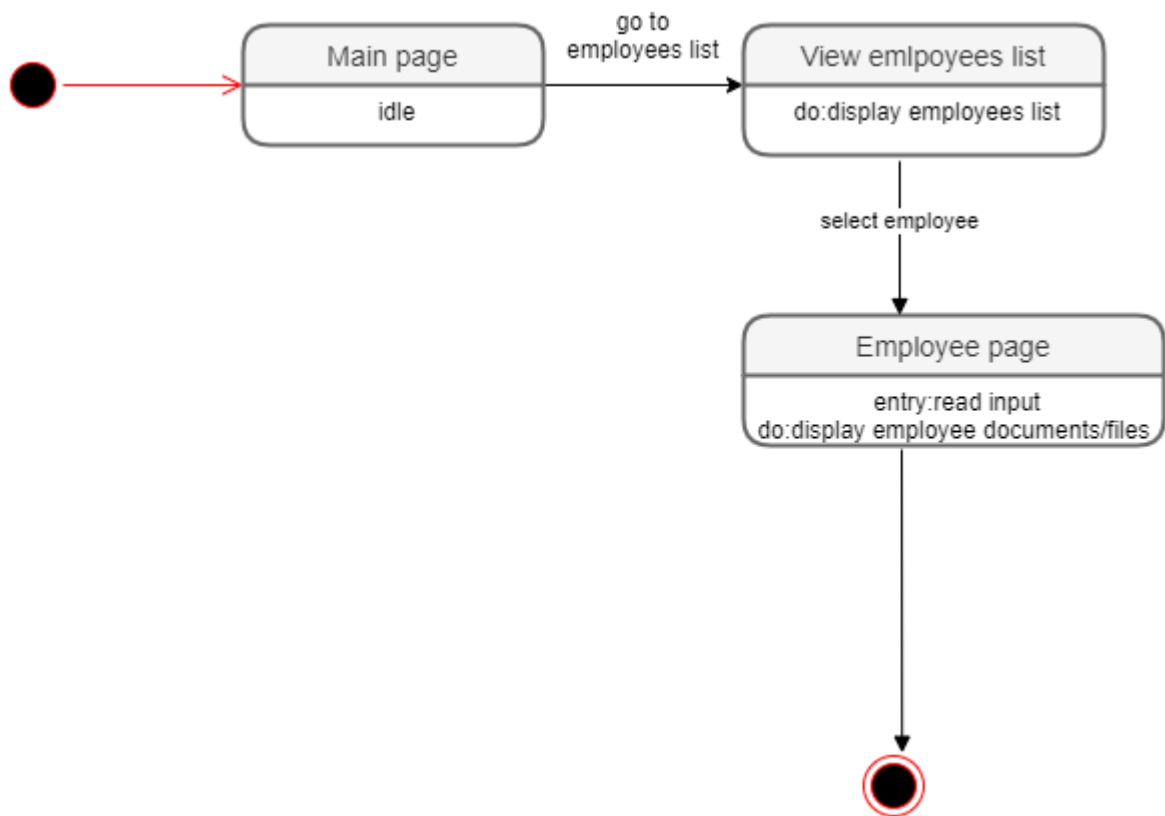 Main page
idle
go to
employees list
View emlpoyees list
do:display employees list
select employee
Employee page
entry:read input
do:display employee documents/files